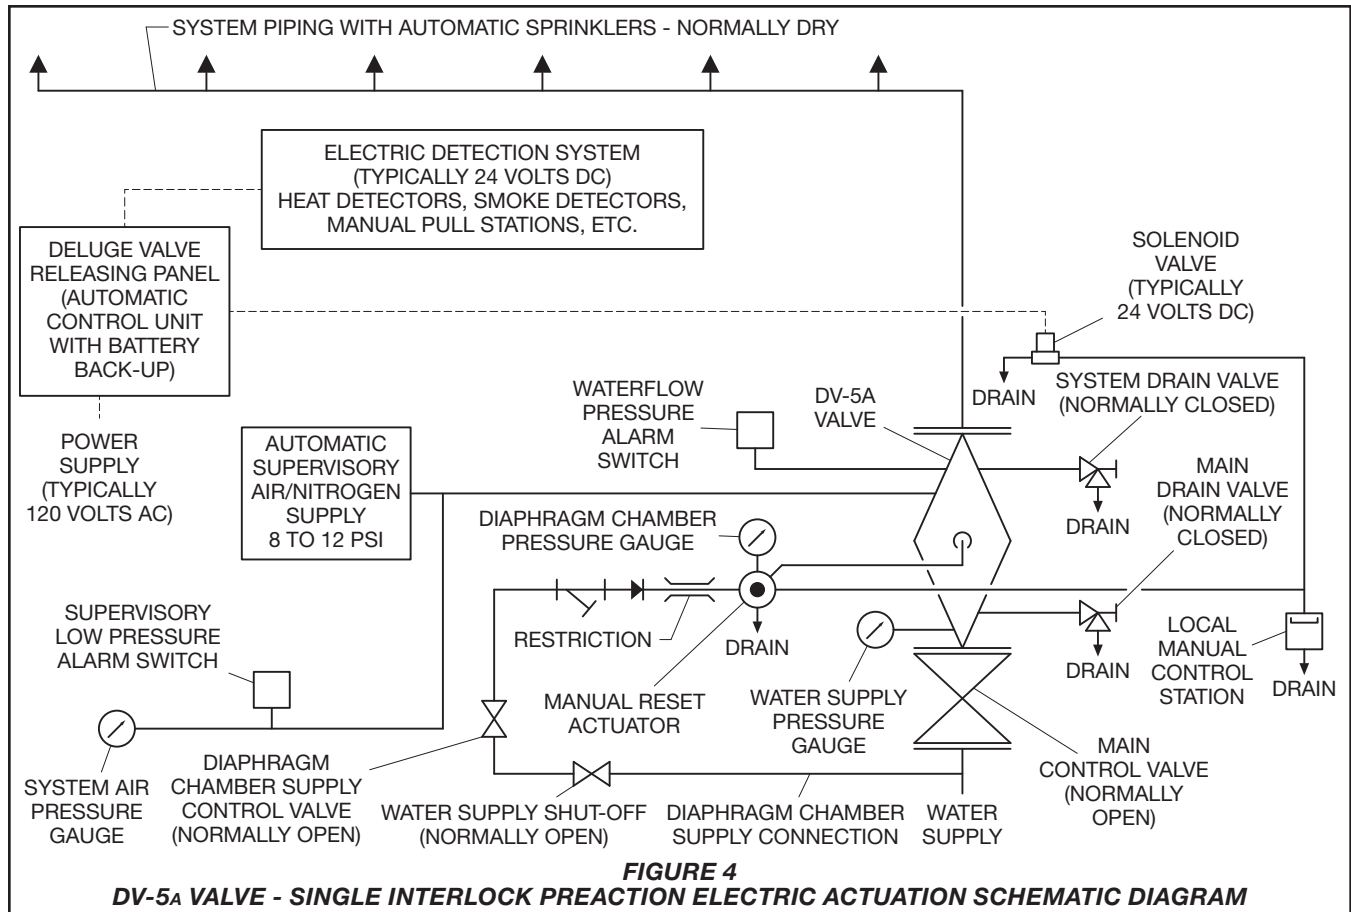 SYSTEM PIPING WITH AUTOMATIC SPRINKLERS - NORMALLY DRY
ELECTRIC DETECTION SYSTEM
(TYPICALLY 24 VOLTS DC)
HEAT DETECTORS, SMOKE DETECTORS,
MANUAL PULL STATIONS, ETC.
DELUGE VALVE
RELEASING PANEL
(AUTOMATIC
CONTROL UNIT
WITH BATTERY
BACK-UP)
SOLENOID
VALVE
(TYPICALLY
24 VOLTS DC)
DRAIN
SYSTEM DRAIN VALVE
(NORMALLY CLOSED)
WATERFLOW
PRESSURE
ALARM
SWITCH
DV-5A
VALVE
POWER
SUPPLY
(TYPICALLY
120 VOLTS AC)
AUTOMATIC
SUPERVISORY
AIR/NITROGEN
SUPPLY
8 TO 12 PSI
MAIN
DRAIN VALVE
(NORMALLY
CLOSED)
DRAIN
DIAPHRAGM CHAMBER
PRESSURE GAUGE
SUPERVISORY
LOW PRESSURE
ALARM SWITCH
RESTRICTION
DRAIN
DRAIN
LOCAL
MANUAL
CONTROL
STATION
DRAIN
MANUAL RESET
ACTUATOR
WATER SUPPLY
PRESSURE
GAUGE
MAIN
CONTROL VALVE
(NORMALLY
OPEN)
SYSTEM AIR
PRESSURE
GAUGE
DIAPHRAGM
CHAMBER SUPPLY
CONTROL VALVE
(NORMALLY OPEN)
WATER SUPPLY SHUT-OFF
(NORMALLY OPEN)
DIAPHRAGM CHAMBER
SUPPLY CONNECTION
WATER
SUPPLY
FIGURE 4
DV-5A VALVE - SINGLE INTERLOCK PREACTION ELECTRIC ACTUATION SCHEMATIC DIAGRAM